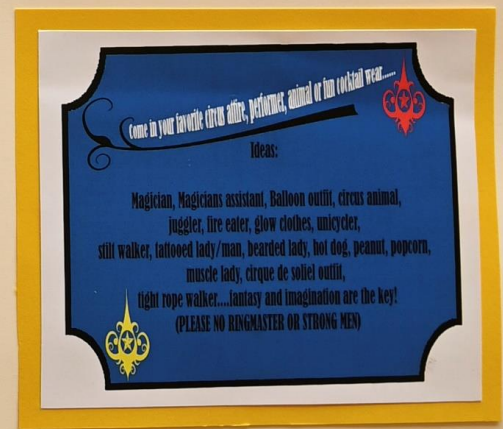 Come in your favorite circus attire, performer, animal or fun cocktail wear......
Ideas:
Magician, Magicians assistant, Balloon outfit, circus animal,
juggler, fire eater, glow clothes, unicycler,
stilt walker, tattooed lady/man, bearded lady, hot dog, peanut, popcorn,
muscle lady, cirque de soliel outfit,
tight rope walker....fantasy and imagination are the key!
(PLEASE NO RINGMASTER OR STRONG MEN)